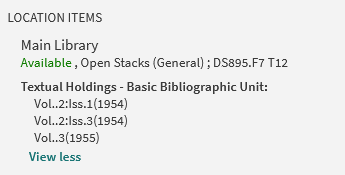 LOCATION ITEMS
Main Library
Available , Open Stacks (General) ; DS895.F7 T12
Textual Holdings - Basic Bibliographic Unit:
Vol..2:Iss.1(1954)
Vol..2:Iss.3(1954)
Vol..3(1955)
View less